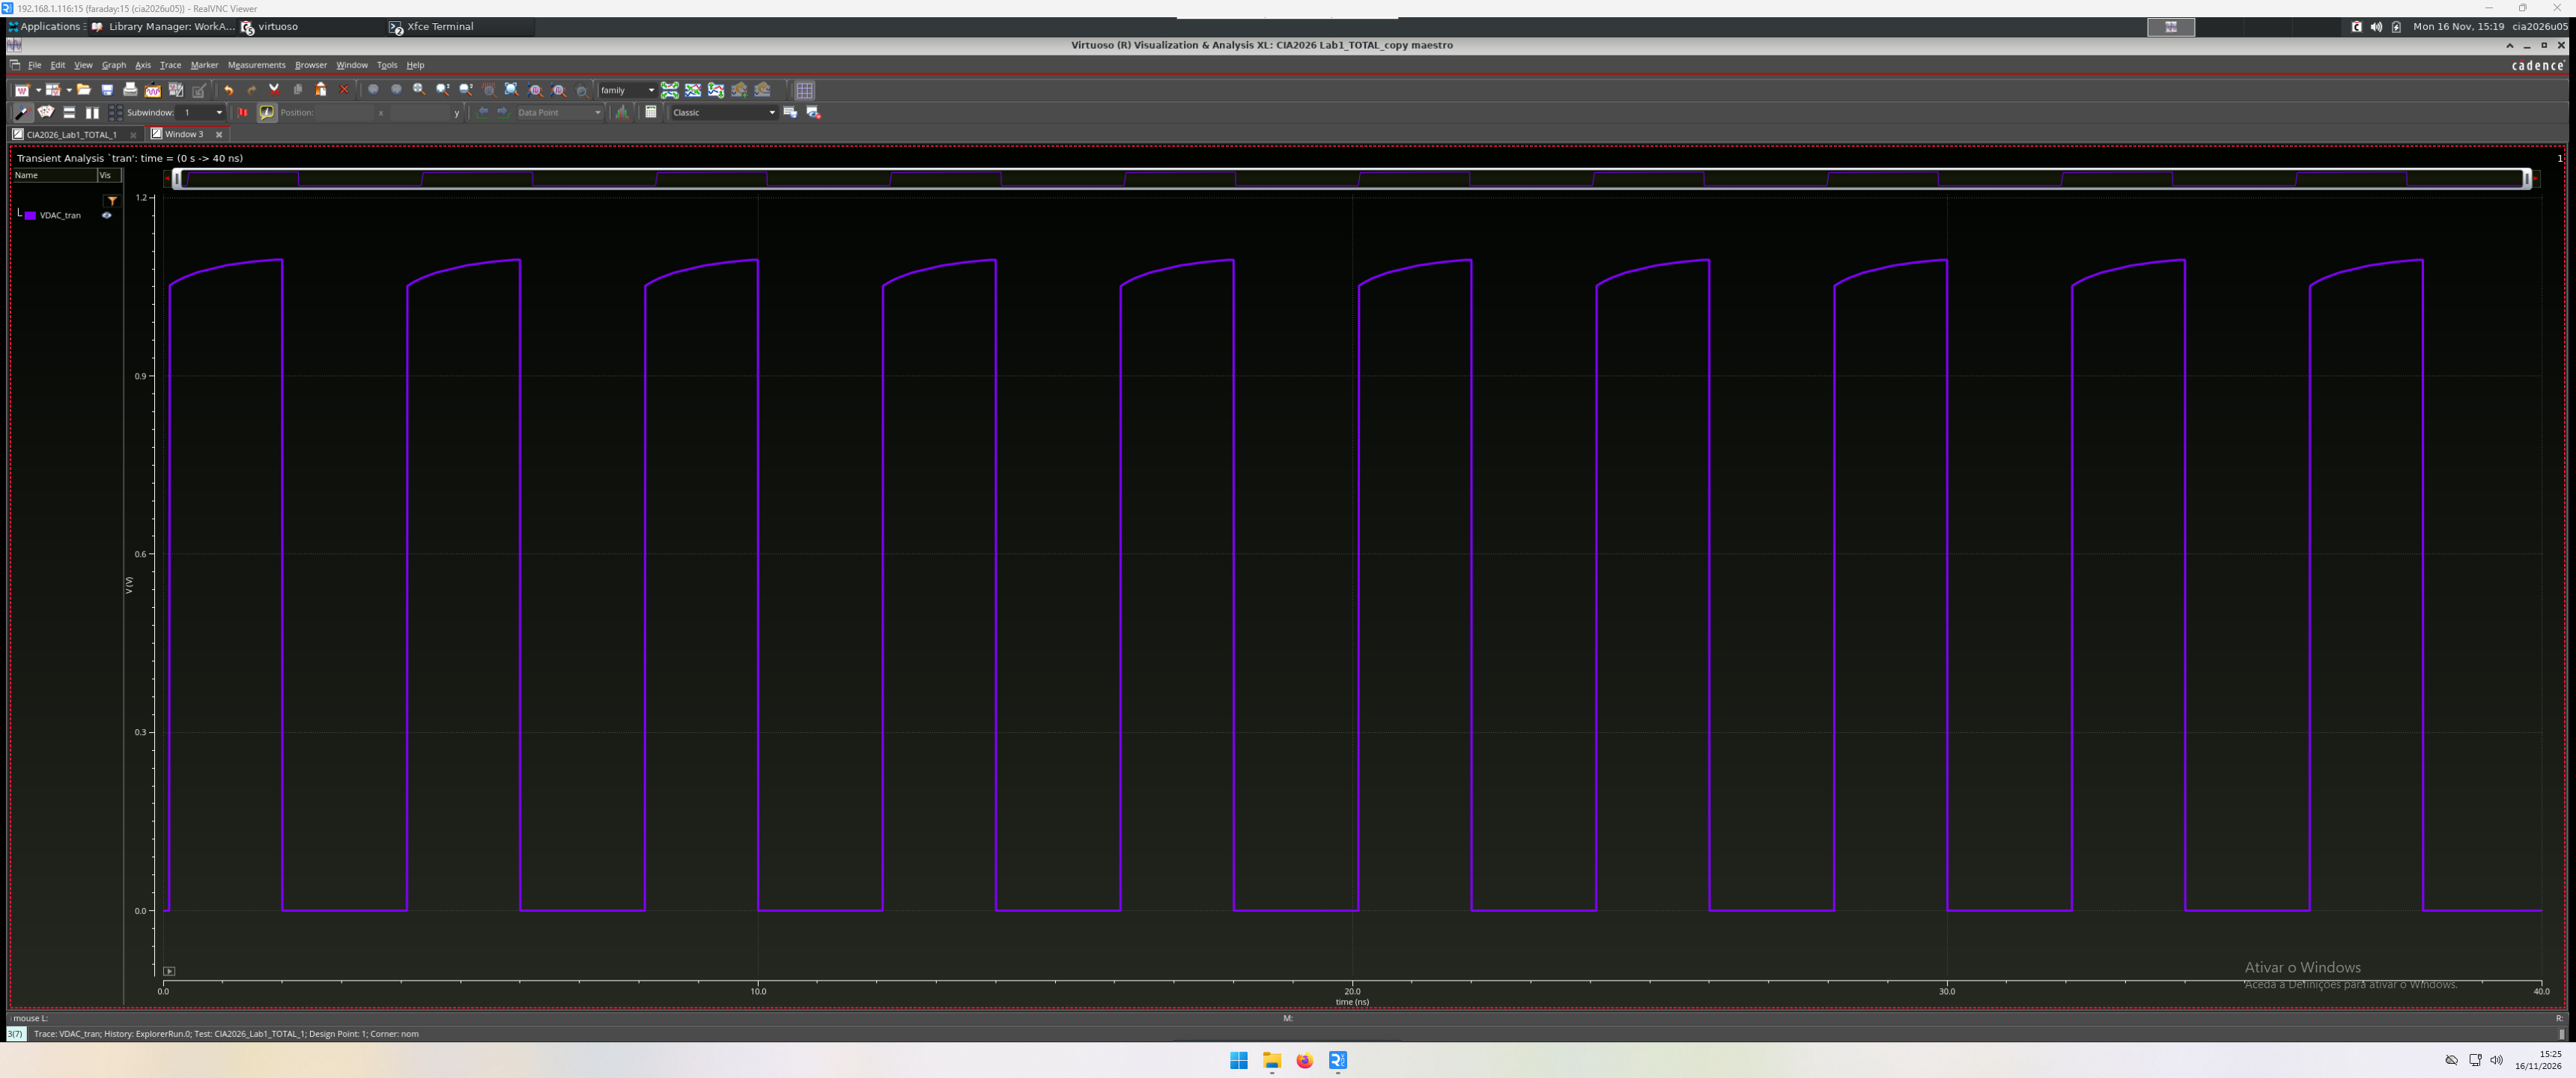 192.168.1.116:15 (faraday:15 (cia2026u05)) - RealVNC Viewer
Applications Library Manager: WorkA... virtuoso Xfce Terminal Mon 16 Nov, 15:19 cia2026u05
Virtuoso (R) Visualization & Analysis XL: CIA2026 Lab1_TOTAL_copy maestro
File Edit View Graph Axis Trace Marker Measurements Browser Window Tools Help
cadence
family
Subwindow: 1 Position: x y Data Point Classic
CIA2026_Lab1_TOTAL_1 Window 3
Transient Analysis `tran': time = (0 s -> 40 ns)
1
Name Vis
VDAC_tran
1.2
0.9
0.6
V (V)
0.3
0.0
0.0 10.0 20.0 30.0 40.0
time (ns)
Ativar o Windows
Aceda a Definições para ativar o Windows.
mouse L: M: R:
3(7) Trace: VDAC_tran; History: ExplorerRun.0; Test: CIA2026_Lab1_TOTAL_1; Design Point: 1; Corner: nom
15:25
16/11/2026